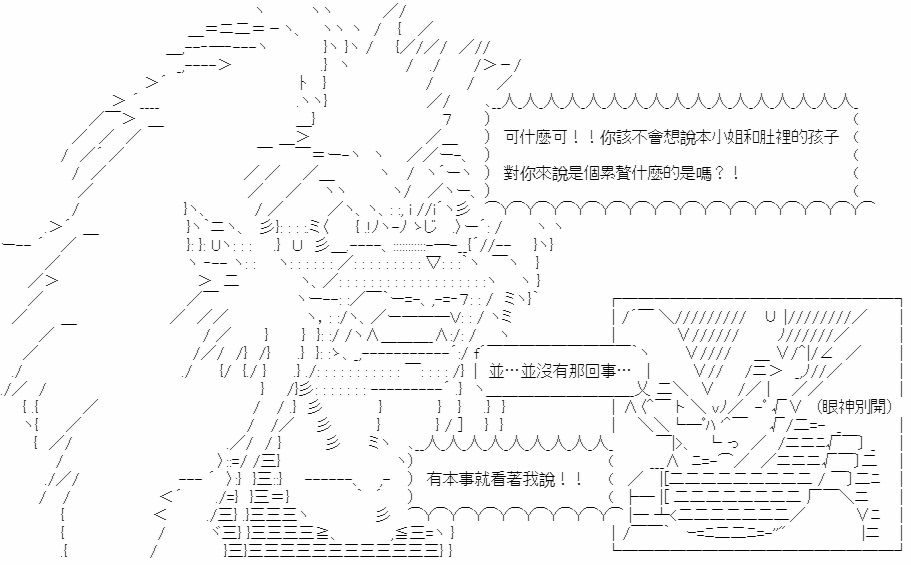 可什麼可！！你該不會想說本小姐和肚裡的孩子
對你來說是個累贅什麼的是嗎？！
並…並沒有那回事…
（眼神別開）
有本事就看著我說！！